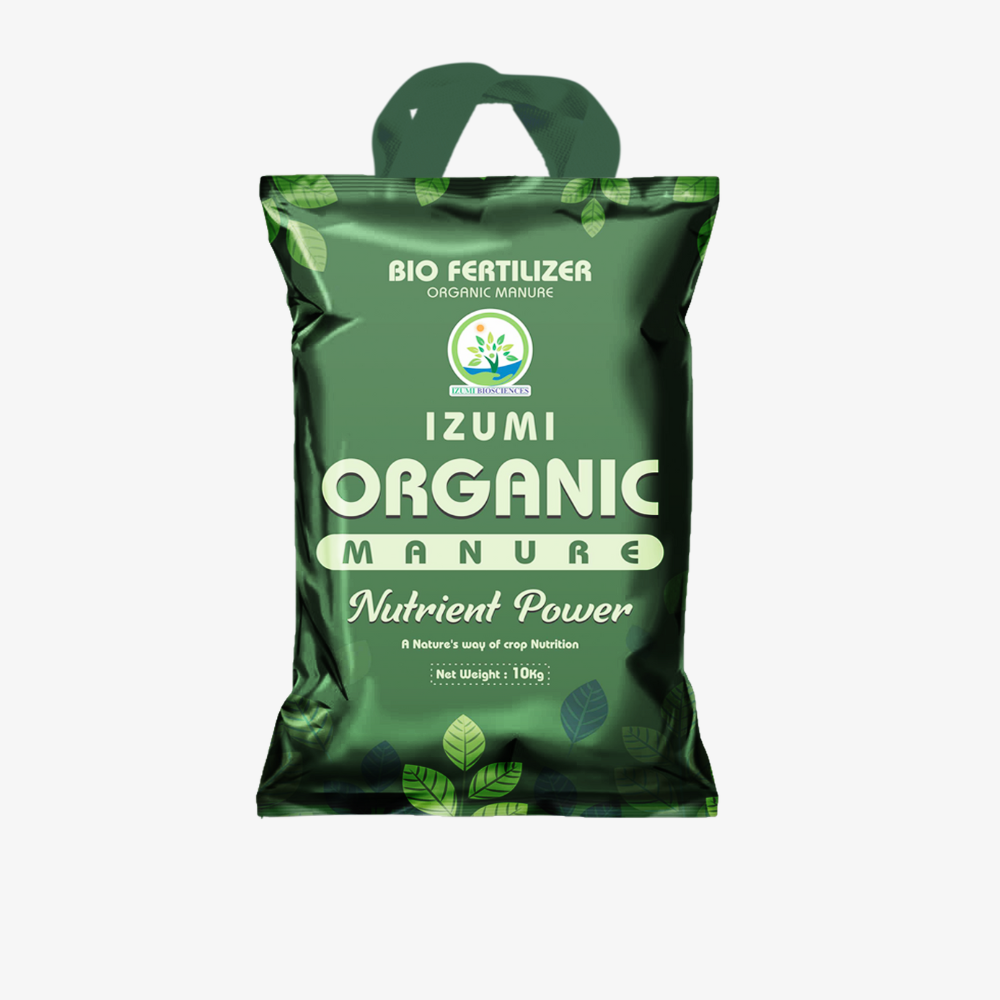 BIO FERTILIZER
ORGANIC MANURE
IZUMI BIOSCIENCES
IZUMI
ORGANIC
MANURE
Nutrient Power
A Nature's way of crop Nutrition
Net Weight : 10Kg